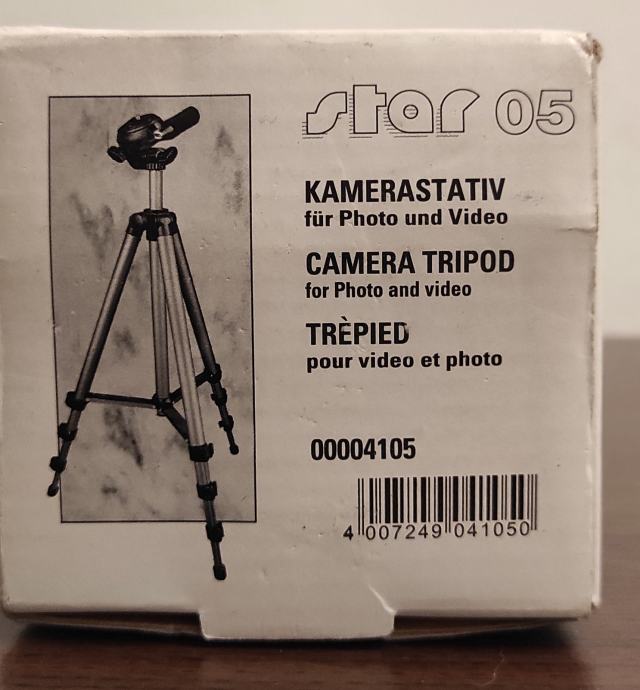 star 05
KAMERASTATIV
für Photo und Video
CAMERA TRIPOD
for Photo and video
TRÈPIED
pour video et photo
00004105
4 007249 041050